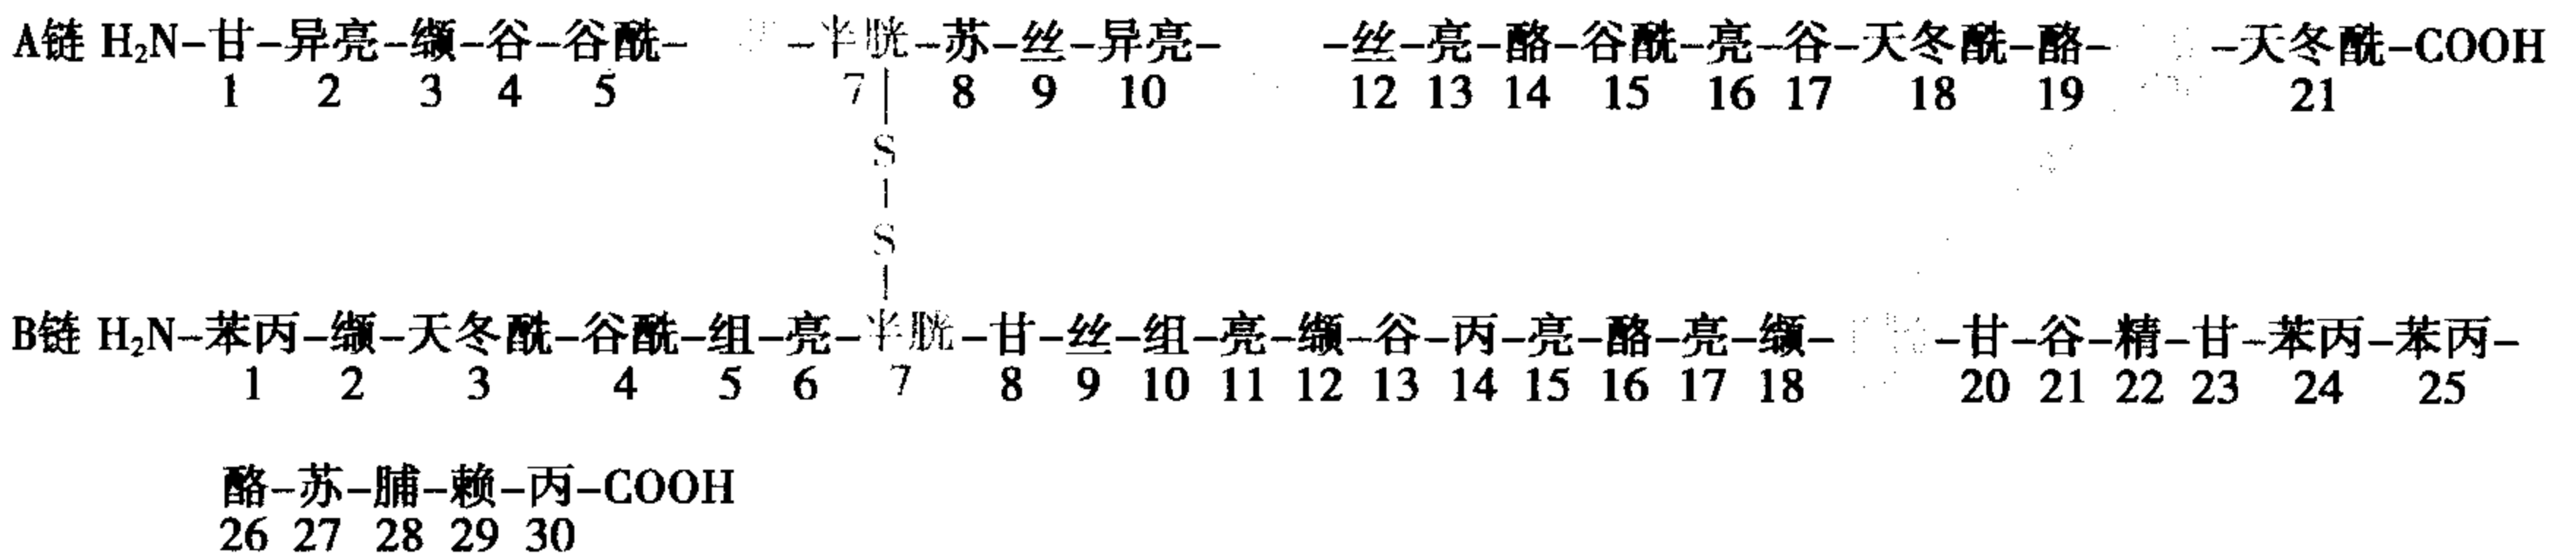 A链 H₂N-甘-异亮-缬-谷-谷酰- -半胱-苏-丝-异亮- -丝-亮-酪-谷酰-亮-谷-天冬酰-酪- -天冬酰-COOH
1 2 3 4 5 7 8 9 10 12 13 14 15 16 17 18 19 21
S
S
B链 H₂N-苯丙-缬-天冬酰-谷酰-组-亮-半胱-甘-丝-组-亮-缬-谷-丙-亮-酪-亮-缬- -甘-谷-精-甘-苯丙-苯丙-
1 2 3 4 5 6 7 8 9 10 11 12 13 14 15 16 17 18 20 21 22 23 24 25
酪-苏-脯-赖-丙-COOH
26 27 28 29 30